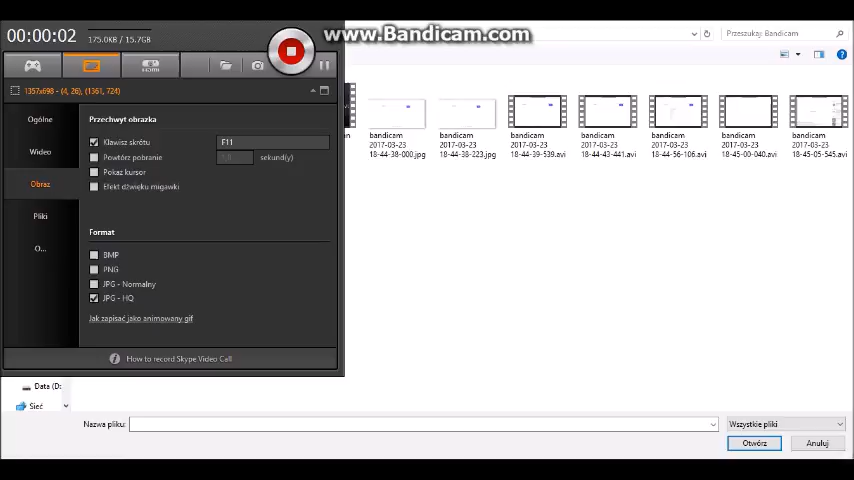 00:00:02
175.0KB / 15.7GB
www.Bandicam.com
Przeszukaj: Bandicam
HDMI
1357x698 - (4, 26), (1361, 724)
Ogólne
Wideo
Obraz
Pliki
O...
Przechwyt obrazka
Klawisz skrótu
F11
Powtórz pobranie
1,0
sekund(y)
Pokaż kursor
Efekt dźwięku migawki
Format
BMP
PNG
JPG - Normalny
JPG - HQ
Jak zapisać jako animowany gif
How to record Skype Video Call
bandicam
2017-03-23
18-44-38-000.jpg
bandicam
2017-03-23
18-44-38-223.jpg
bandicam
2017-03-23
18-44-39-539.avi
bandicam
2017-03-23
18-44-43-441.avi
bandicam
2017-03-23
18-44-56-106.avi
bandicam
2017-03-23
18-45-00-040.avi
bandicam
2017-03-23
18-45-05-545.avi
Data (D:
Sieć
Nazwa pliku:
Wszystkie pliki
Otwórz
Anuluj